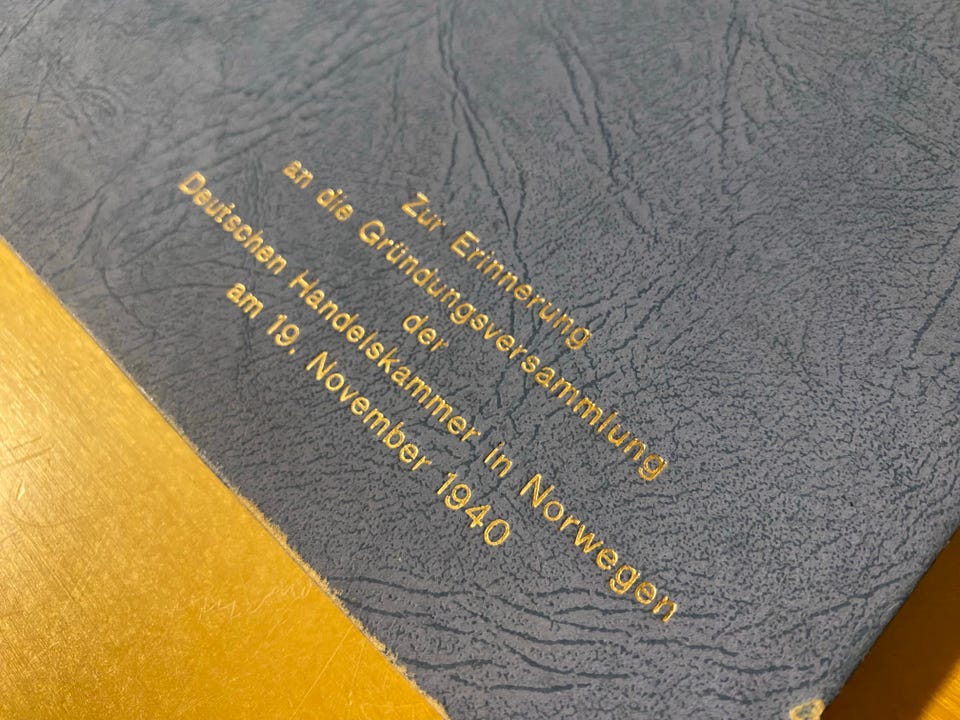 Zur Erinnerung
an die Gründungsversammlung
der
Deutschen Handelskammer in Norwegen
am 19. November 1940